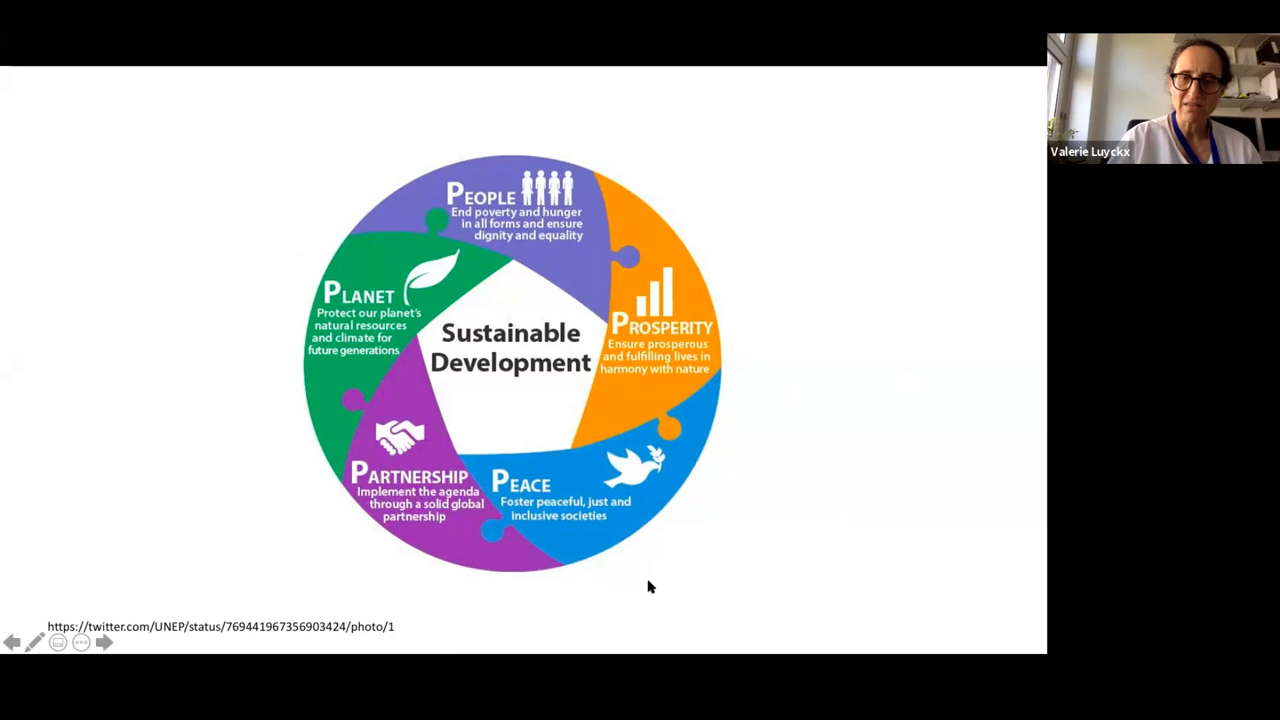 PEOPLE
End poverty and hunger
in all forms and ensure
dignity and equality
PROSPERITY
Ensure prosperous
and fulfilling lives in
harmony with nature
PEACE
Foster peaceful, just and
inclusive societies
PARTNERSHIP
Implement the agenda
through a solid global
partnership
PLANET
Protect our planet's
natural resources
and climate for
future generations
Sustainable
Development
https://twitter.com/UNEP/status/769441967356903424/photo/1
Valerie Luyckx